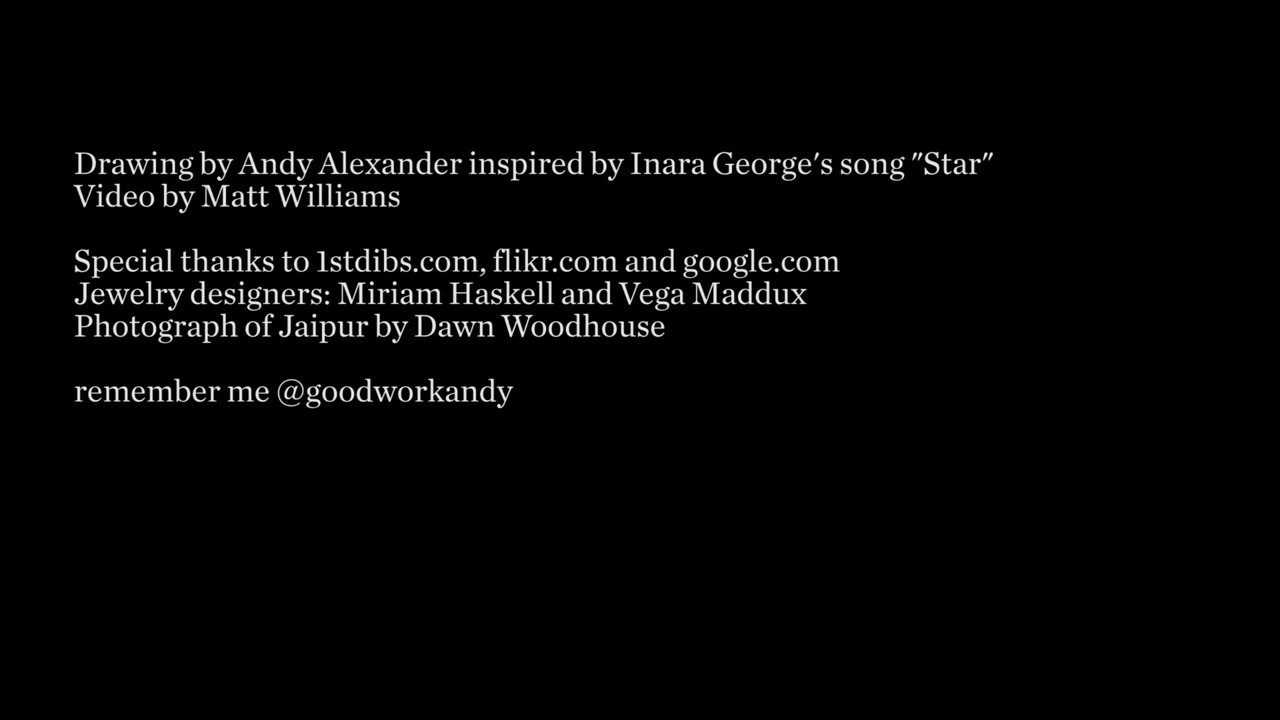 Drawing by Andy Alexander inspired by Inara George's song "Star"
Video by Matt Williams
Special thanks to 1stdibs.com, flikr.com and google.com
Jewelry designers: Miriam Haskell and Vega Maddux
Photograph of Jaipur by Dawn Woodhouse
remember me @goodworkandy